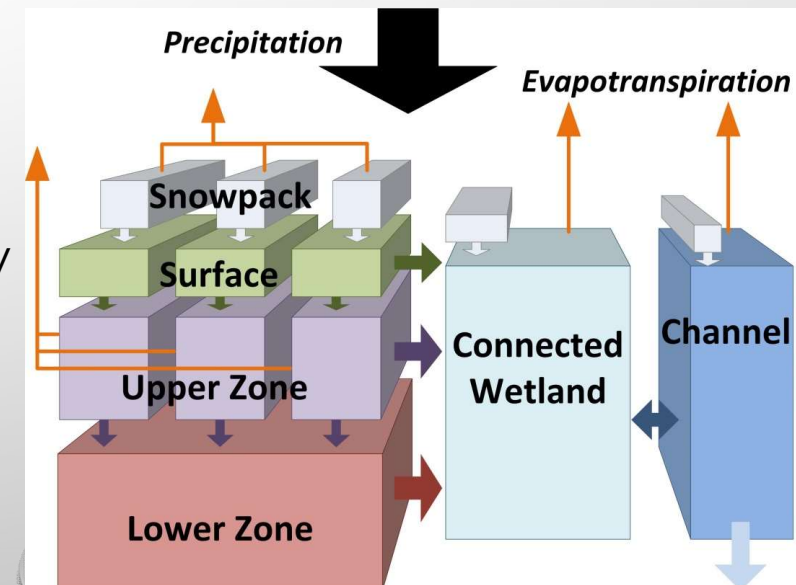 Precipitation
Evapotranspiration
Snowpack
Surface
Upper Zone
Lower Zone
Connected
Wetland
Channel